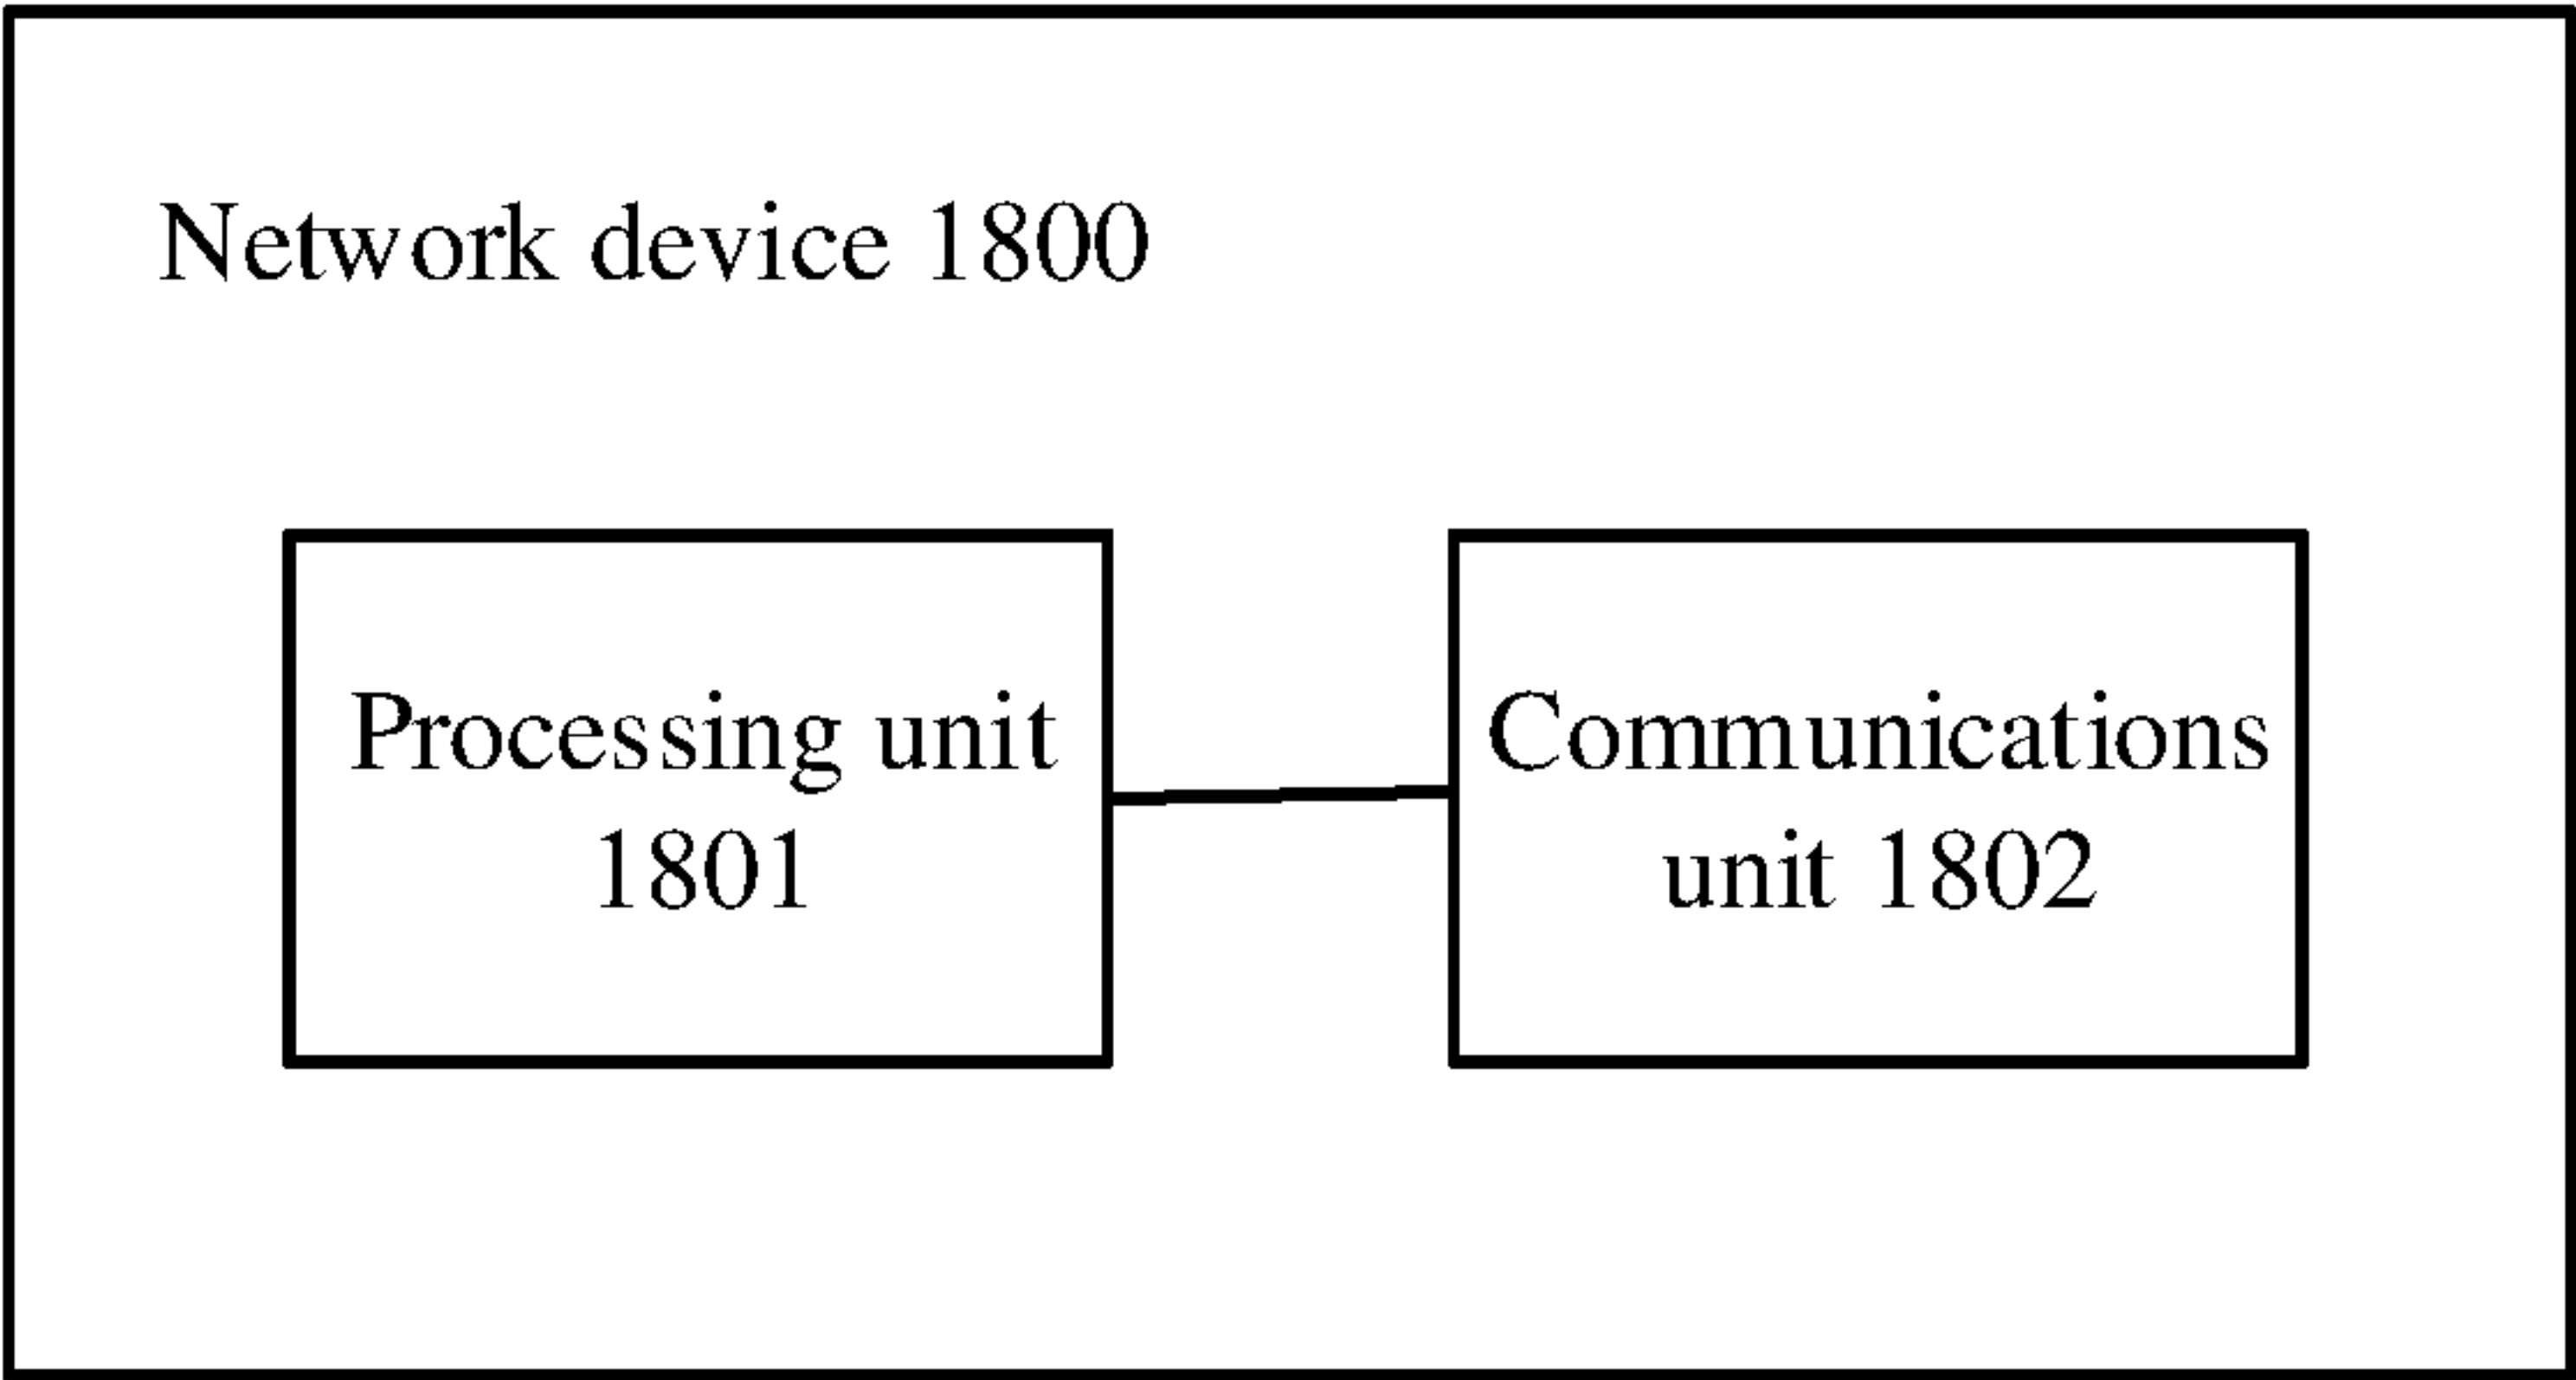 Network device 1800
Processing unit
1801
Communications
unit 1802